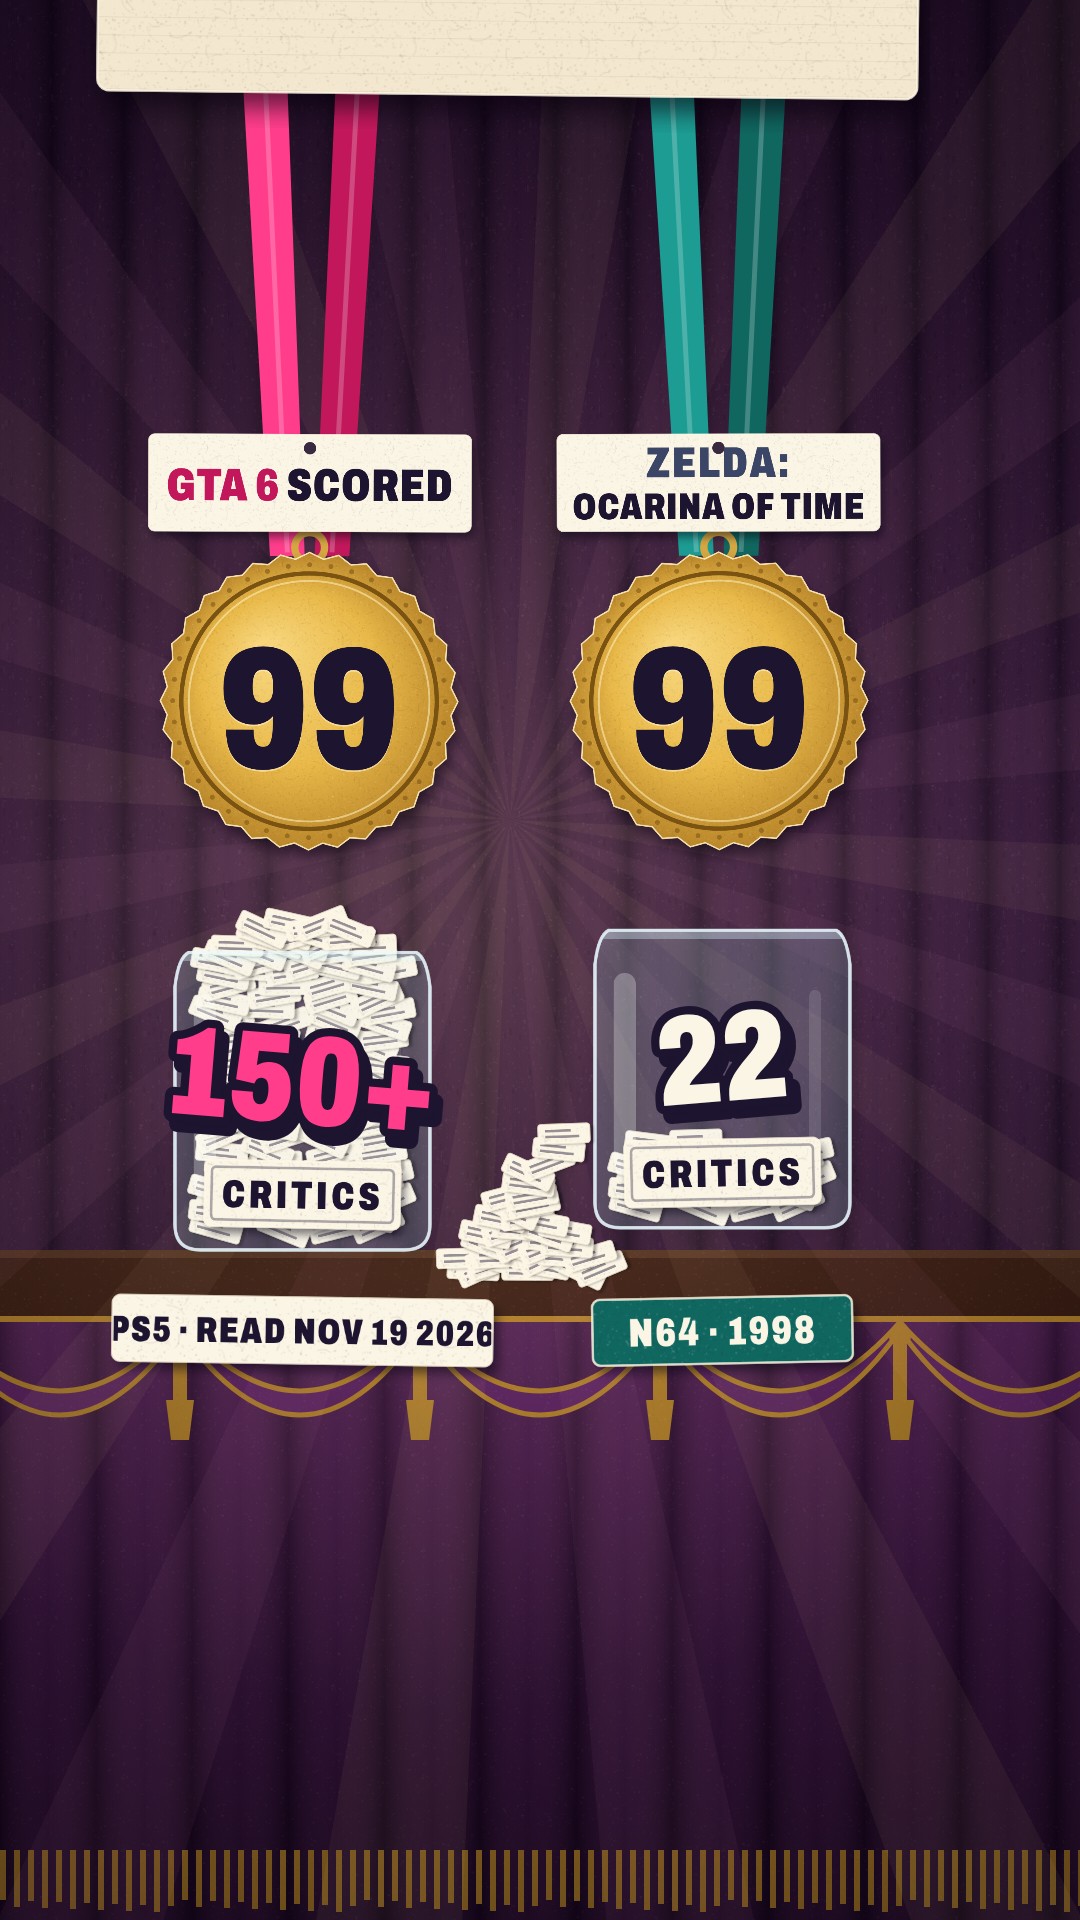 GTA 6 SCORED
ZELDA:
OCARINA OF TIME
99
99
150+
CRITICS
22
CRITICS
PS5 · READ NOV 19 2026
N64 · 1998